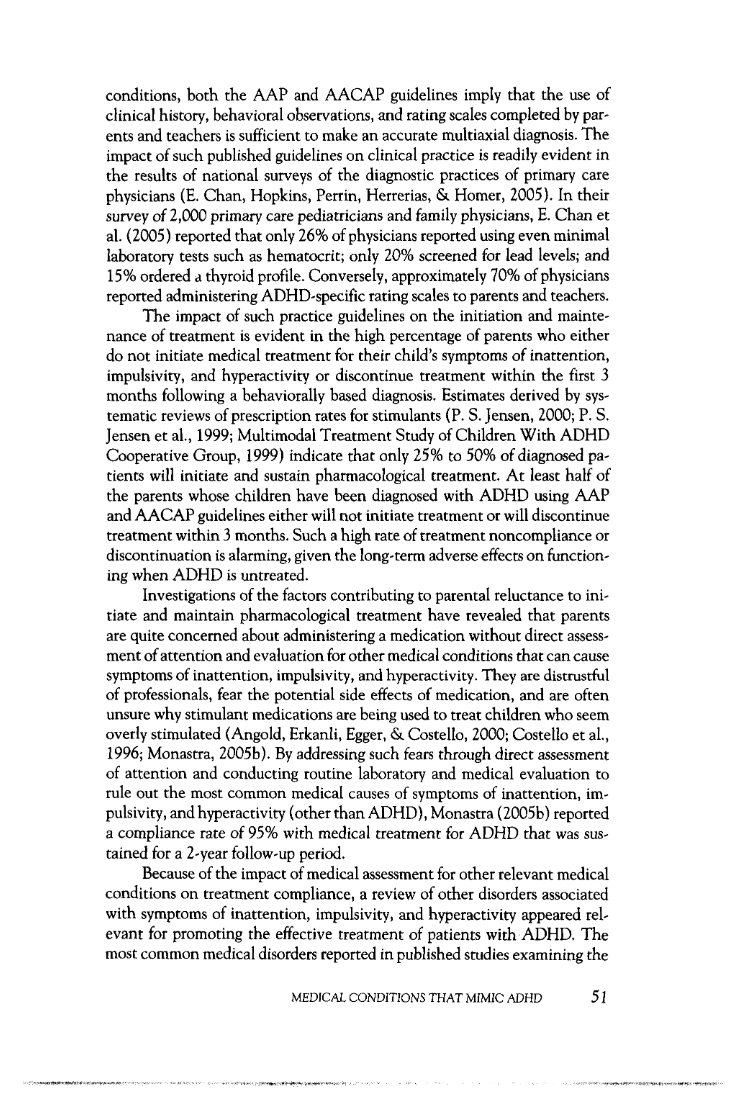 conditions, both the AAP and AACAP guidelines imply that the use of
clinical history, behavioral observations, and rating scales completed by par-
ents and teachers is sufficient to make an accurate multiaxial diagnosis. The
impact of such published guidelines on clinical practice is readily evident in
the results of national surveys of the diagnostic practices of primary care
physicians (E. Chan, Hopkins, Perrin, Herrerias, & Homer, 2005). In their
survey of 2,000 primary care pediatricians and family physicians, E. Chan et
al. (2005) reported that only 26% of physicians reported using even minimal
laboratory tests such as hematocrit; only 20% screened for lead levels; and
15% ordered a thyroid profile. Conversely, approximately 70% of physicians
reported administering ADHD-specific rating scales to parents and teachers.
The impact of such practice guidelines on the initiation and mainte-
nance of treatment is evident in the high percentage of parents who either
do not initiate medical treatment for their child's symptoms of inattention,
impulsivity, and hyperactivity or discontinue treatment within the first 3
months following a behaviorally based diagnosis. Estimates derived by sys-
tematic reviews of prescription rates for stimulants (P. S. Jensen, 2000; P. S.
Jensen et al., 1999; Multimodal Treatment Study of Children With ADHD
Cooperative Group, 1999) indicate that only 25% to 50% of diagnosed pa-
tients will initiate and sustain pharmacological treatment. At least half of
the parents whose children have been diagnosed with ADHD using AAP
and AACAP guidelines either will not initiate treatment or will discontinue
treatment within 3 months. Such a high rate of treatment noncompliance or
discontinuation is alarming, given the long-term adverse effects on function-
ing when ADHD is untreated.
Investigations of the factors contributing to parental reluctance to ini-
tiate and maintain pharmacological treatment have revealed that parents
are quite concerned about administering a medication without direct assess-
ment of attention and evaluation for other medical conditions that can cause
symptoms of inattention, impulsivity, and hyperactivity. They are distrustful
of professionals, fear the potential side effects of medication, and are often
unsure why stimulant medications are being used to treat children who seem
overly stimulated (Angold, Erkanli, Egger, & Costello, 2000; Costello et al.,
1996; Monastra, 2005b). By addressing such fears through direct assessment
of attention and conducting routine laboratory and medical evaluation to
rule out the most common medical causes of symptoms of inattention, im-
pulsivity, and hyperactivity (other than ADHD), Monastra (2005b) reported
a compliance rate of 95% with medical treatment for ADHD that was sus-
tained for a 2-year follow-up period.
Because of the impact of medical assessment for other relevant medical
conditions on treatment compliance, a review of other disorders associated
with symptoms of inattention, impulsivity, and hyperactivity appeared rel-
evant for promoting the effective treatment of patients with ADHD. The
most common medical disorders reported in published studies examining the
MEDICAL CONDITIONS THAT MIMIC ADHD 51